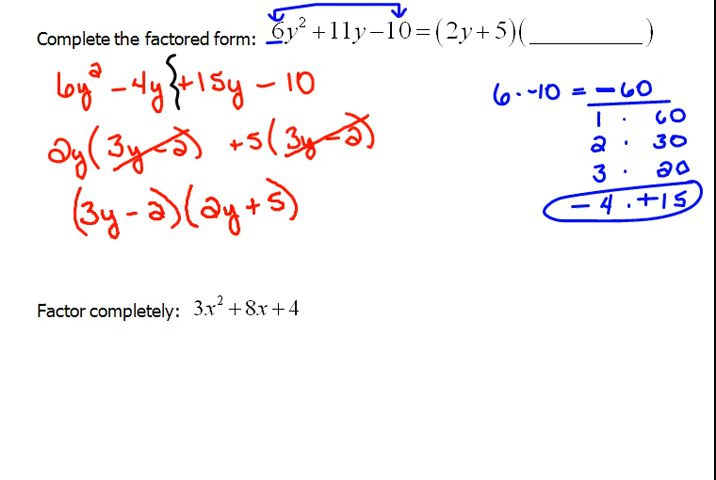 Complete the factored form: 6y² + 11y − 10 = (2y + 5)(__________)
6y² − 4y { + 15y − 10
2y(3y − 2) + 5(3y − 2)
(3y − 2)(2y + 5)
6 · −10 = −60
1 · 60
2 · 30
3 · 20
− 4 · +15
Factor completely: 3x² + 8x + 4